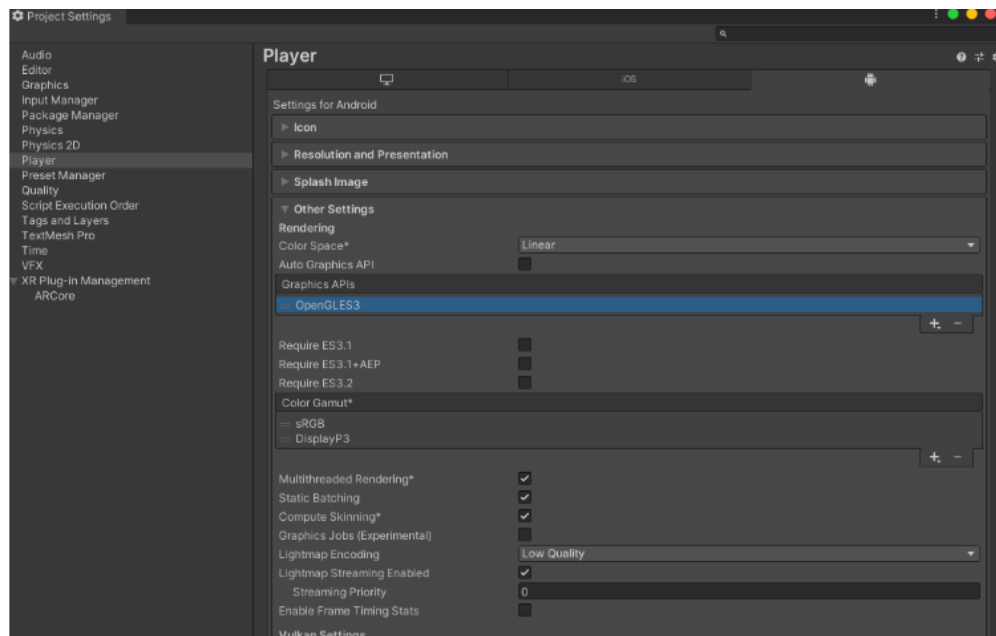 Project Settings
Audio
Editor
Graphics
Input Manager
Package Manager
Physics
Physics 2D
Player
Preset Manager
Quality
Script Execution Order
Tags and Layers
TextMesh Pro
Time
VFX
XR Plug-in Management
ARCore
Player
iOS
Settings for Android
Icon
Resolution and Presentation
Splash Image
Other Settings
Rendering
Color Space* Linear
Auto Graphics API
Graphics APIs
OpenGLES3
Require ES3.1
Require ES3.1+AEP
Require ES3.2
Color Gamut*
sRGB
DisplayP3
Multithreaded Rendering*
Static Batching
Compute Skinning*
Graphics Jobs (Experimental)
Lightmap Encoding Low Quality
Lightmap Streaming Enabled
Streaming Priority 0
Enable Frame Timing Stats
Vulkan Settings